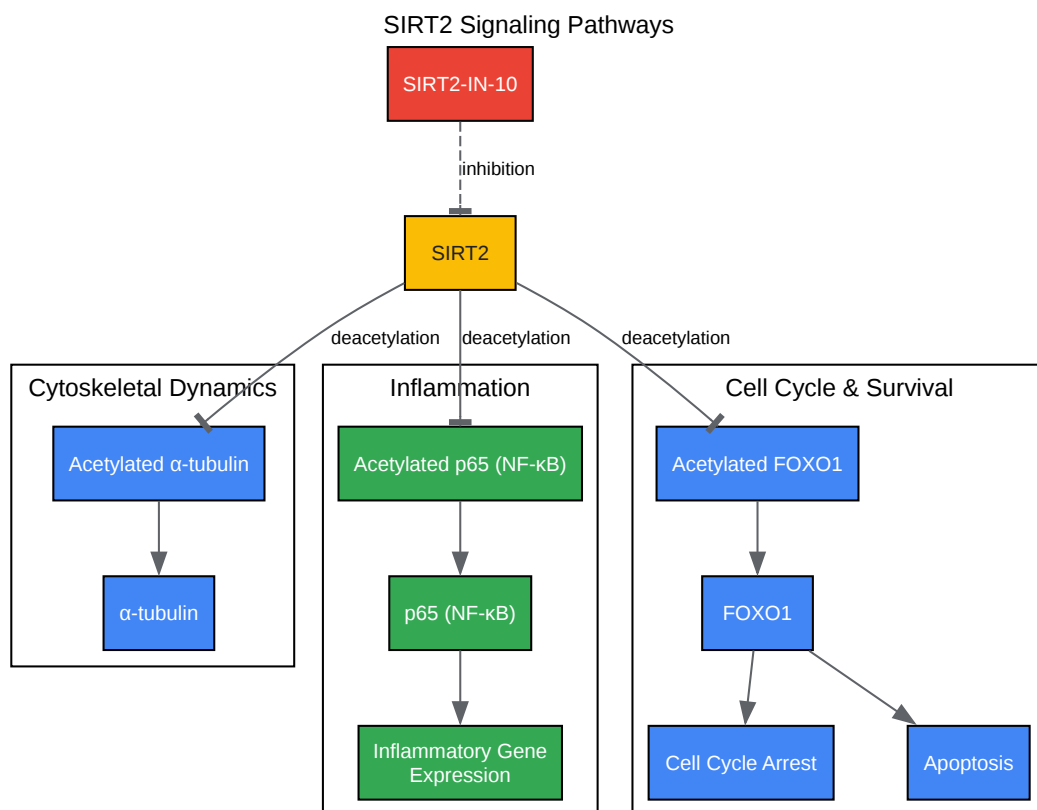 SIRT2 Signaling Pathways
SIRT2-IN-10
inhibition
SIRT2
deacetylation
deacetylation
deacetylation
Cytoskeletal Dynamics
Inflammation
Cell Cycle & Survival
Acetylated α-tubulin
Acetylated p65 (NF-κB)
Acetylated FOXO1
α-tubulin
p65 (NF-κB)
FOXO1
Inflammatory Gene
Expression
Cell Cycle Arrest
Apoptosis